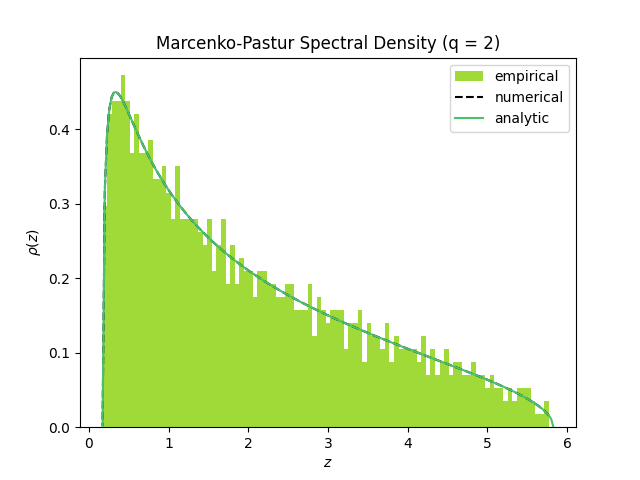 Marcenko-Pastur Spectral Density (q = 2)
empirical
numerical
analytic
0.4
0.3
0.2
0.1
0.0
ρ(z)
0 1 2 3 4 5 6
z